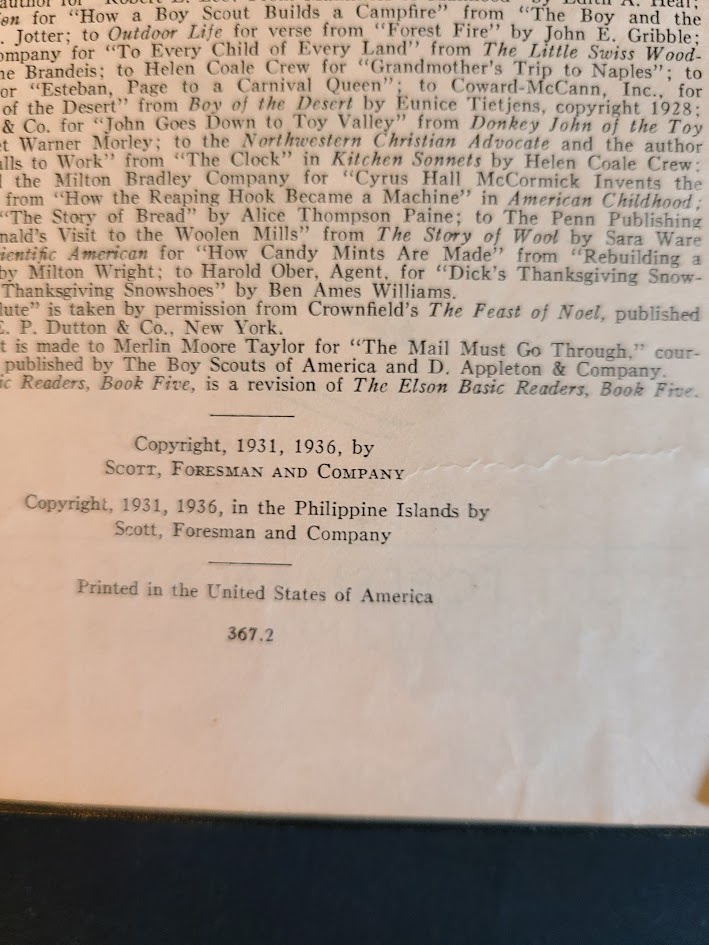 author for "Robert E. Lee: From by Edith A. Heal;
on for "How a Boy Scout Builds a Campfire" from "The Boy and the
. Jotter; to Outdoor Life for verse from "Forest Fire" by John E. Gribble;
ompany for "To Every Child of Every Land" from The Little Swiss Wood-
ne Brandeis; to Helen Coale Crew for "Grandmother's Trip to Naples"; to
or "Esteban, Page to a Carnival Queen"; to Coward-McCann, Inc., for
of the Desert" from Boy of the Desert by Eunice Tietjens, copyright 1928;
& Co. for "John Goes Down to Toy Valley" from Donkey John of the Toy
et Warner Morley; to the Northwestern Christian Advocate and the author
alls to Work" from "The Clock" in Kitchen Sonnets by Helen Coale Crew;
the Milton Bradley Company for "Cyrus Hall McCormick Invents the
from "How the Reaping Hook Became a Machine" in American Childhood;
"The Story of Bread" by Alice Thompson Paine; to The Penn Publishing
nald's Visit to the Woolen Mills" from The Story of Wool by Sara Ware
ientific American for "How Candy Mints Are Made" from "Rebuilding a
by Milton Wright; to Harold Ober, Agent, for "Dick's Thanksgiving Snow-
Thanksgiving Snowshoes" by Ben Ames Williams.
lute" is taken by permission from Crownfield's The Feast of Noel, published
E. P. Dutton & Co., New York.
t is made to Merlin Moore Taylor for "The Mail Must Go Through," cour-
published by The Boy Scouts of America and D. Appleton & Company.
ic Readers, Book Five, is a revision of The Elson Basic Readers, Book Five.
Copyright, 1931, 1936, by
SCOTT, FORESMAN AND COMPANY
Copyright, 1931, 1936, in the Philippine Islands by
Scott, Foresman and Company
Printed in the United States of America
367.2